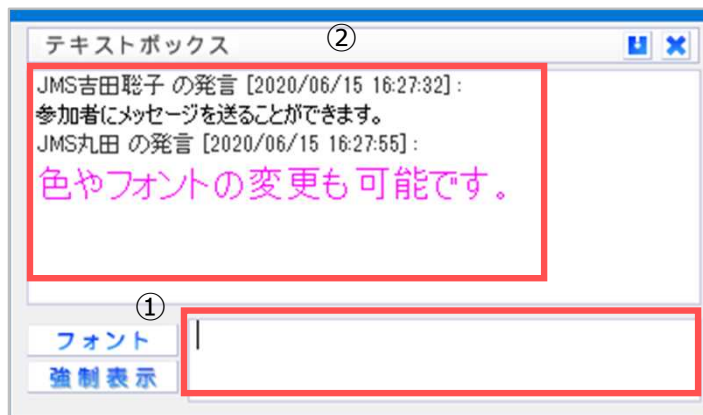 テキストボックス
②
JMS吉田聡子 の発言 [2020/06/15 16:27:32] :
参加者にメッセージを送ることができます。
JMS丸田 の発言 [2020/06/15 16:27:55] :
色やフォントの変更も可能です。
①
フォント
強制表示